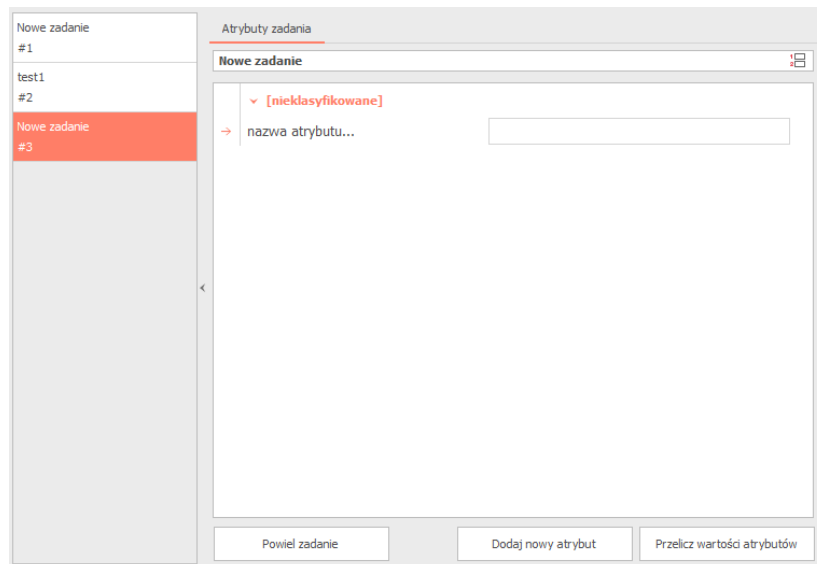 Nowe zadanie
#1
test1
#2
Nowe zadanie
#3
Atrybuty zadania
Nowe zadanie
[nieklasyfikowane]
nazwa atrybutu...
Powiel zadanie
Dodaj nowy atrybut
Przelicz wartości atrybutów